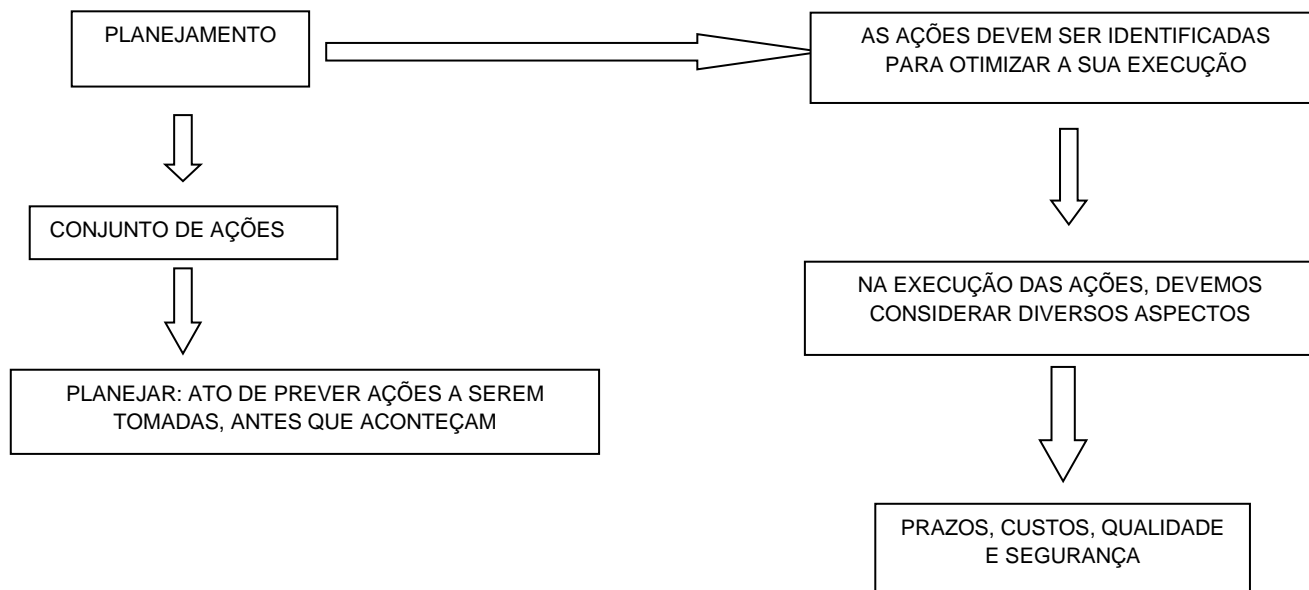 PLANEJAMENTO
AS AÇÕES DEVEM SER IDENTIFICADAS
PARA OTIMIZAR A SUA EXECUÇÃO
CONJUNTO DE AÇÕES
NA EXECUÇÃO DAS AÇÕES, DEVEMOS
CONSIDERAR DIVERSOS ASPECTOS
PLANEJAR: ATO DE PREVER AÇÕES A SEREM
TOMADAS, ANTES QUE ACONTEÇAM
PRAZOS, CUSTOS, QUALIDADE
E SEGURANÇA